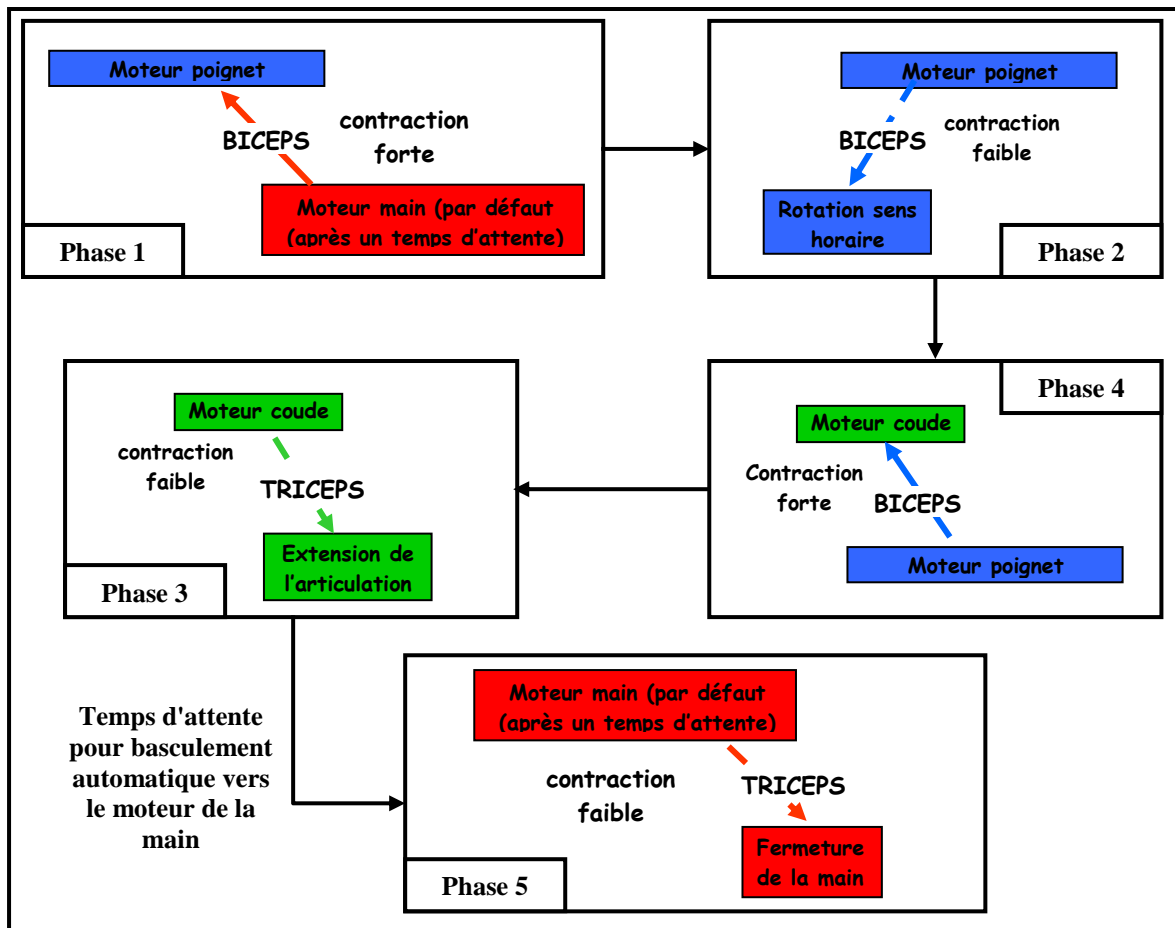 Moteur poignet
BICEPS
contraction
forte
Moteur main (par défaut
(après un temps d'attente)
Phase 1
Moteur poignet
BICEPS
contraction
faible
Rotation sens
horaire
Phase 2
Phase 4
Moteur coude
Contraction
forte
BICEPS
Moteur poignet
Moteur coude
contraction
faible
TRICEPS
Extension de
l'articulation
Phase 3
Temps d'attente
pour basculement
automatique vers
le moteur de la
main
Moteur main (par défaut
(après un temps d'attente)
contraction
faible
TRICEPS
Fermeture
de la main
Phase 5